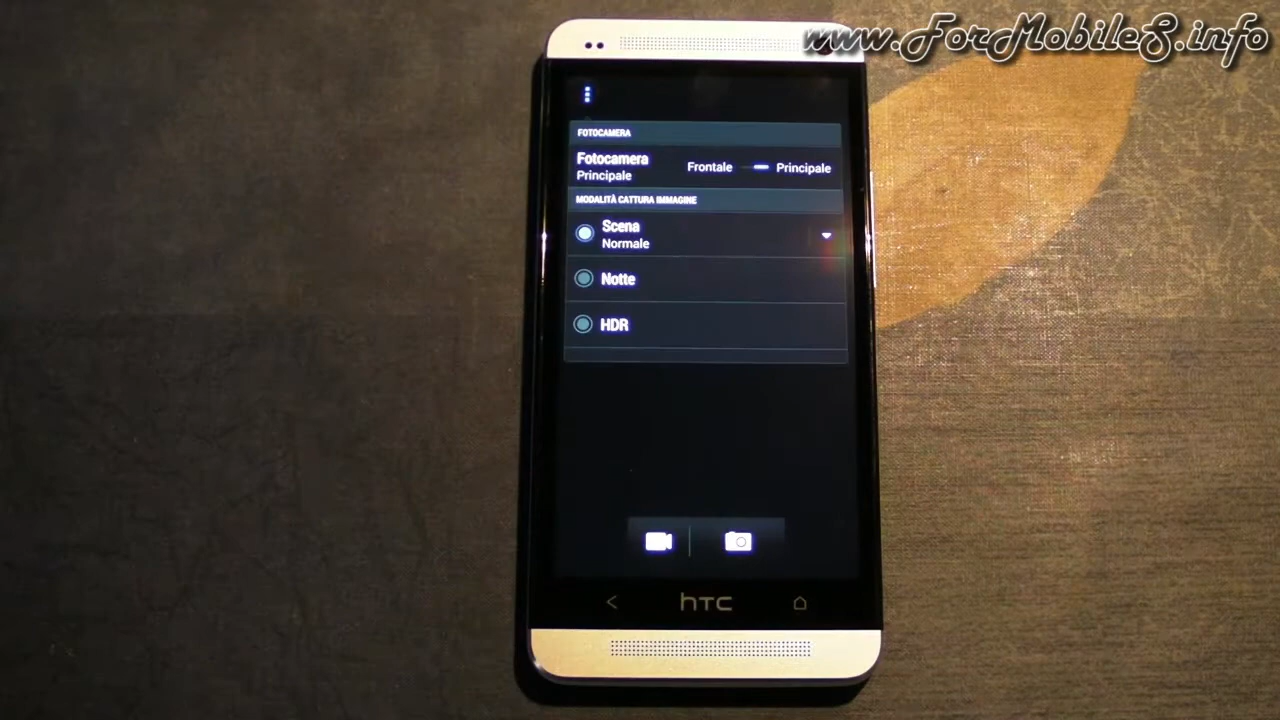 www.ForMobileS.info
FOTOCAMERA
Fotocamera
Principale
Frontale
Principale
MODALITÀ CATTURA IMMAGINE
Scena
Normale
Notte
HDR
hTC